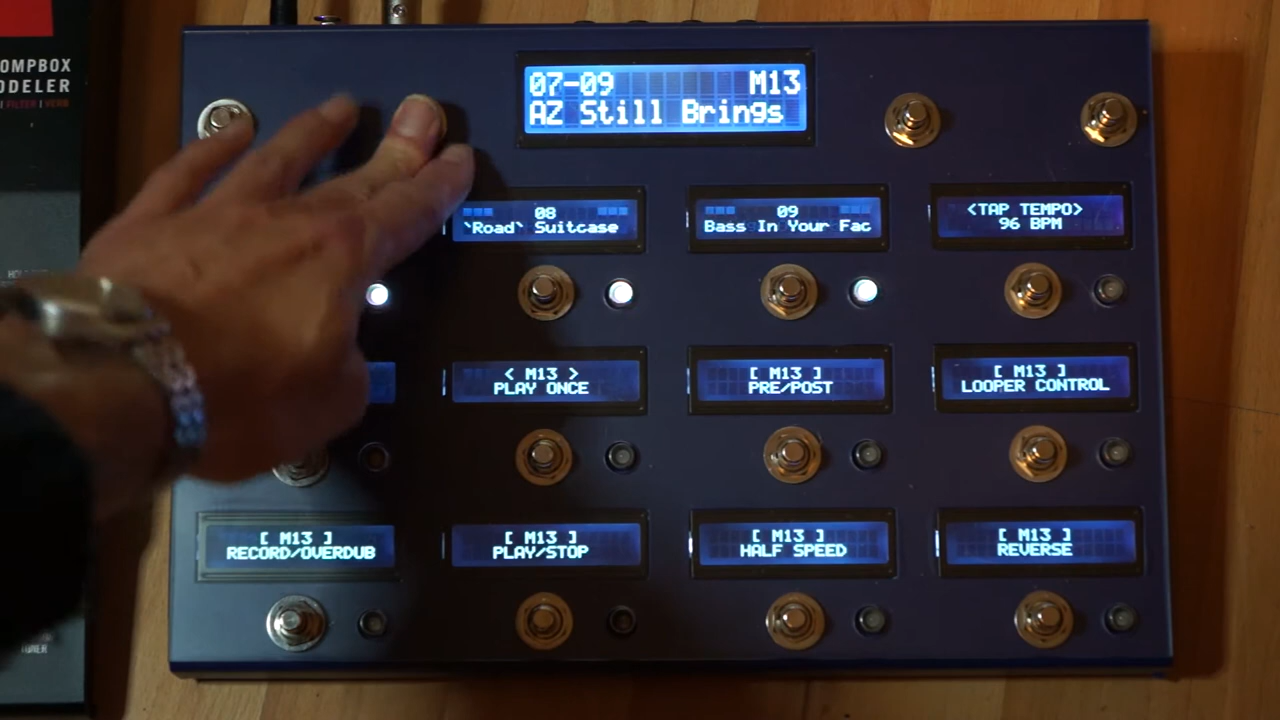 07-09 M13
AZ Still Brings
08
`Road` Suitcase
09
Bass In Your Fac
<TAP TEMPO>
96 BPM
< M13 >
PLAY ONCE
[ M13 ]
PRE/POST
[ M13 ]
LOOPER CONTROL
[ M13 ]
RECORD/OVERDUB
[ M13 ]
PLAY/STOP
[ M13 ]
HALF SPEED
[ M13 ]
REVERSE
OMPBOX
ODELER
FILTER